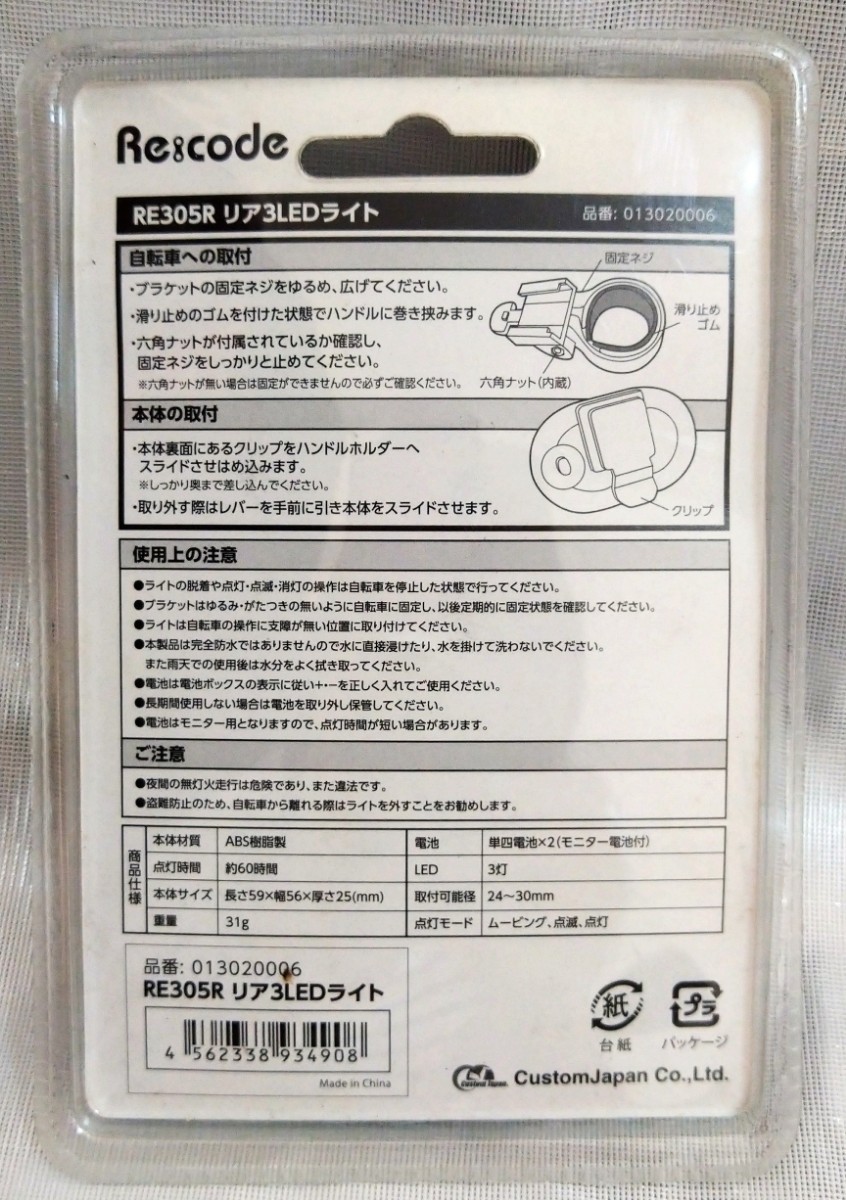 Re:code
RE305R リア3LEDライト 品番: 013020006
自転車への取付
・ブラケットの固定ネジをゆるめ、広げてください。
・滑り止めのゴムを付けた状態でハンドルに巻き挟みます。
・六角ナットが付属されているか確認し、
固定ネジをしっかりと止めてください。
※六角ナットが無い場合は固定ができませんので必ずご確認ください。
固定ネジ
滑り止め
ゴム
六角ナット(内蔵)
本体の取付
・本体裏面にあるクリップをハンドルホルダーへ
スライドさせはめ込みます。
※しっかり奥まで差し込んでください。
・取り外す際はレバーを手前に引き本体をスライドさせます。
クリップ
使用上の注意
●ライトの脱着や点灯・点滅・消灯の操作は自転車を停止した状態で行ってください。
●ブラケットはゆるみ・がたつきの無いように自転車に固定し、以後定期的に固定状態を確認してください。
●ライトは自転車の操作に支障が無い位置に取り付けてください。
●本製品は完全防水ではありませんので水に直接浸けたり、水を掛けて洗わないでください。
また雨天での使用後は水分をよく拭き取ってください。
●電池は電池ボックスの表示に従い+・−を正しく入れてご使用ください。
●長期間使用しない場合は電池を取り外し保管してください。
●電池はモニター用となりますので、点灯時間が短い場合があります。
ご注意
●夜間の無灯火走行は危険であり、また違法です。
●盗難防止のため、自転車から離れる際はライトを外すことをお勧めします。
商品仕様
本体材質 ABS樹脂製 電池 単四電池×2(モニター電池付)
点灯時間 約60時間 LED 3灯
本体サイズ 長さ59×幅56×厚さ25(mm) 取付可能径 24〜30mm
重量 31g 点灯モード ムービング、点滅、点灯
品番: 013020006
RE305R リア3LEDライト
4 562338 934908
Made in China
紙
台紙
プラ
パッケージ
Custom Japan CustomJapan Co.,Ltd.